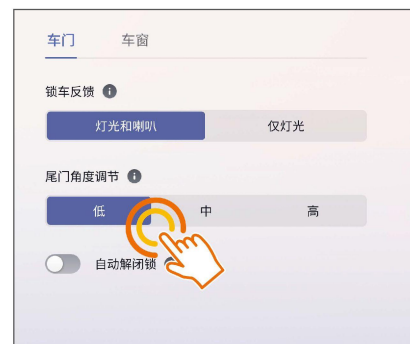 车门 车窗
锁车反馈
灯光和喇叭 仅灯光
尾门角度调节
低 中 高
自动解闭锁